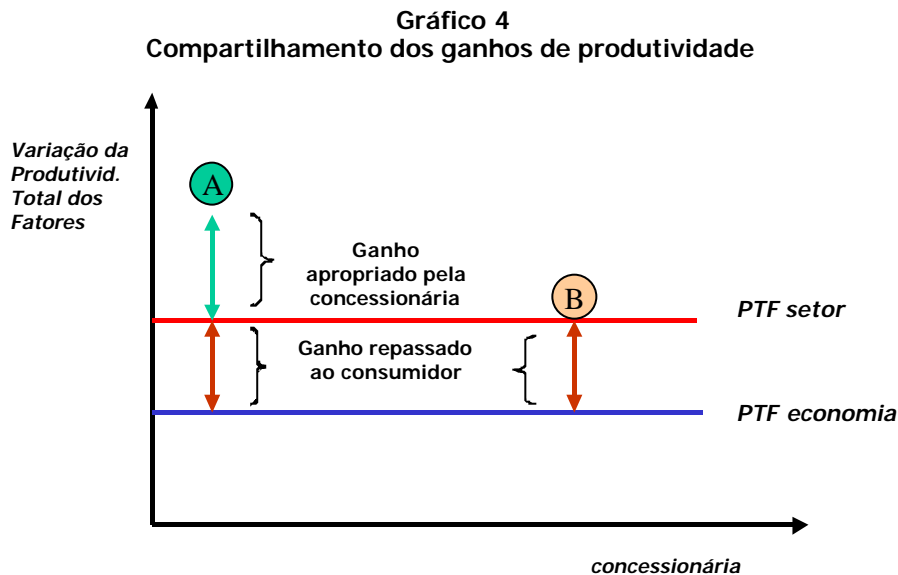 Gráfico 4
Compartilhamento dos ganhos de produtividade
Variação da
Produtivid.
Total dos
Fatores
A
Ganho
apropriado pela
concessionária
B
PTF setor
Ganho repassado
ao consumidor
PTF economia
concessionária